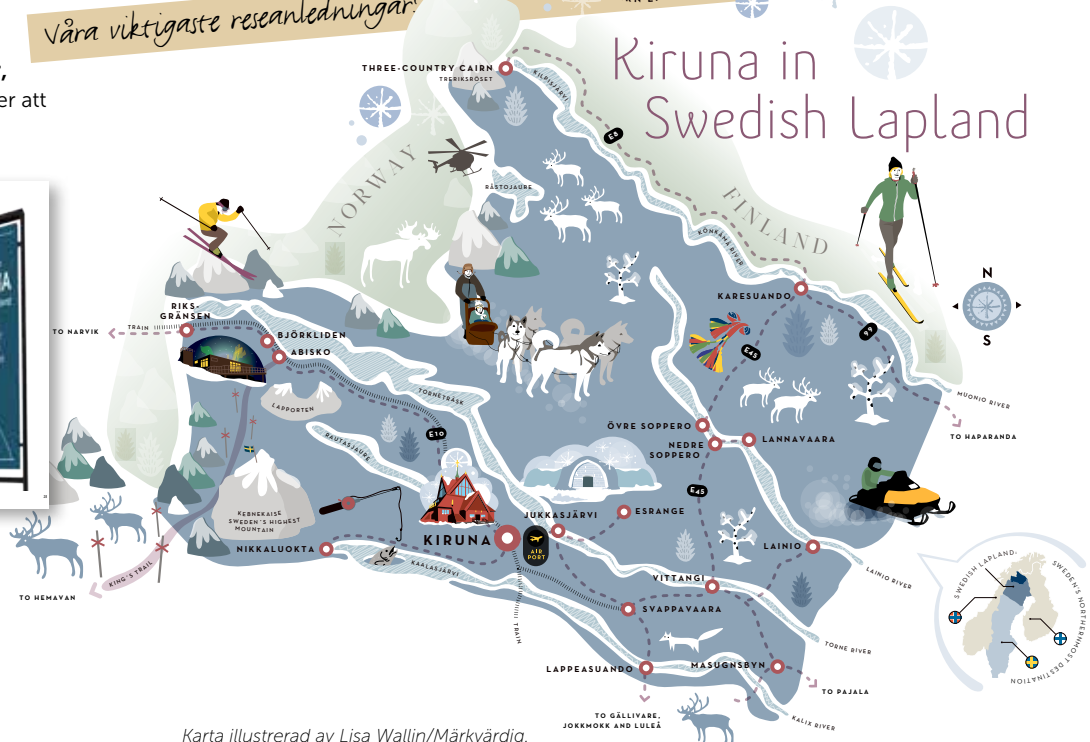 Våra viktigaste reseanledningar:
er att
Kiruna in
Swedish Lapland
THREE-COUNTRY CAIRN
TRERIKSRÖSET
KILPISJÄRVI
E8
NORWAY
RÅSTOJAURE
FINLAND
KÖNKÄMÄ RIVER
KARESUANDO
N
S
RIKS-
GRÄNSEN
TO NARVIK
TRAIN
BJÖRKLIDEN
ABISKO
E45
99
LAPPORTEN
TORNETRÄSK
MUONIO RIVER
TO HAPARANDA
ÖVRE SOPPERO
NEDRE
SOPPERO
LANNAVAARA
E10
RAUTASJAURE
E45
KEBNEKAISE
SWEDEN'S HIGHEST
MOUNTAIN
JUKKASJÄRVI
ESRANGE
KIRUNA
AIR
PORT
NIKKALUOKTA
KAALASJÄRVI
LAINIO
LAINIO RIVER
KING'S TRAIL
TO HEMAVAN
TRAIN
VITTANGI
SVAPPAVAARA
TORNE RIVER
LAPPEASUANDO
MASUGNSBYN
TO PAJALA
KALIX RIVER
TO GÄLLIVARE,
JOKKMOKK AND LULEÅ
SWEDISH LAPLAND.
SWEDEN'S NORTHERNMOST DESTINATION
Karta illustrerad av Lisa Wallin/Märkvärdig.